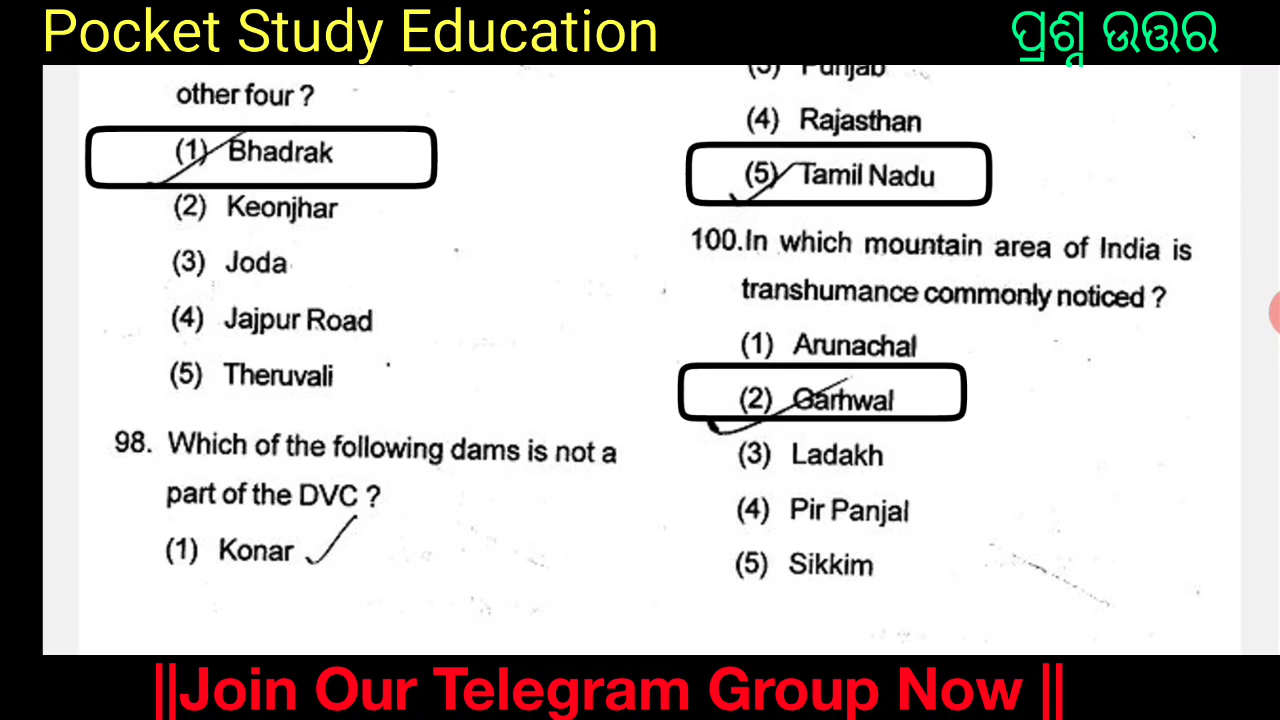 Pocket Study Education
ପ୍ରଶ୍ନ ଉତ୍ତର
other four ?
(1) Bhadrak
(2) Keonjhar
(3) Joda
(4) Jajpur Road
(5) Theruvali
98. Which of the following dams is not a
part of the DVC ?
(1) Konar
(3) Punjab
(4) Rajasthan
(5) Tamil Nadu
100.In which mountain area of India is
transhumance commonly noticed ?
(1) Arunachal
(2) Garhwal
(3) Ladakh
(4) Pir Panjal
(5) Sikkim
||Join Our Telegram Group Now ||